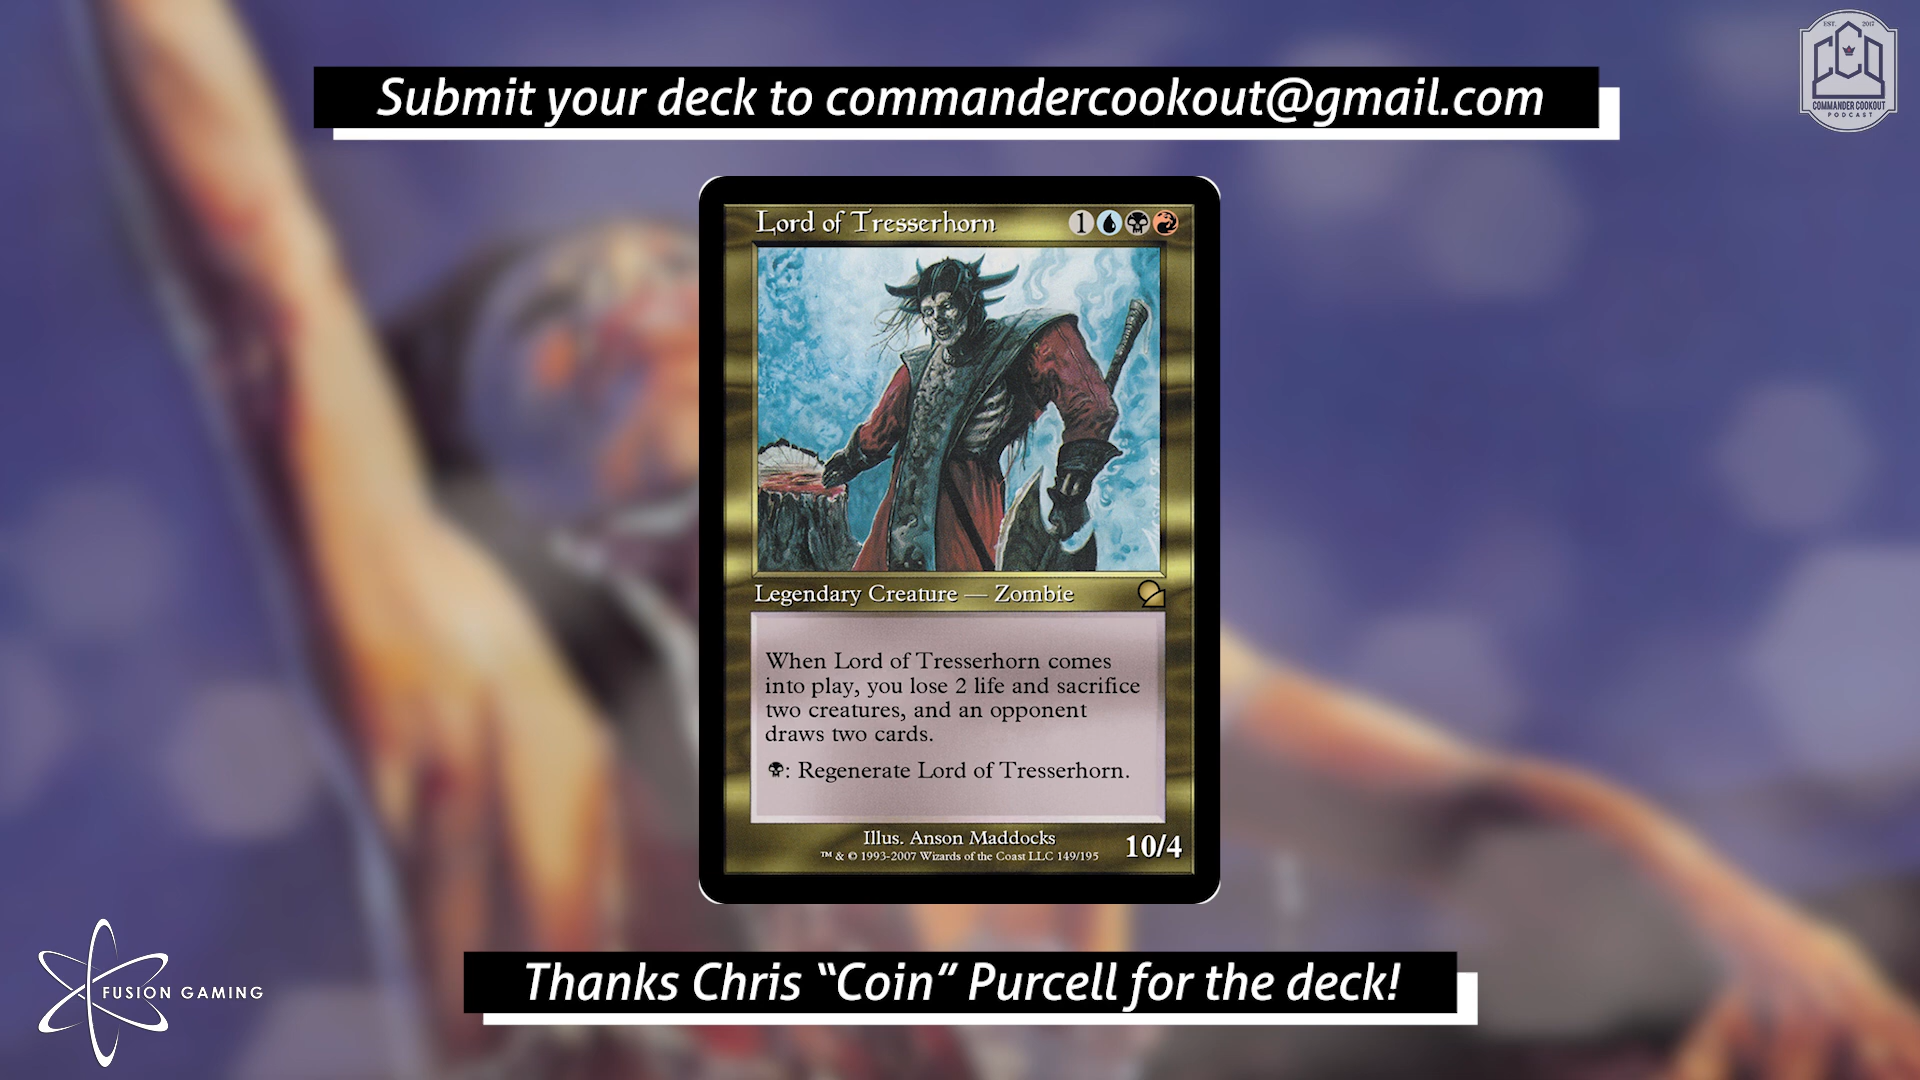 Submit your deck to commandercookout@gmail.com
EST. 2017
CCO
COMMANDER COOKOUT
PODCAST
Lord of Tresserhorn 1
Legendary Creature — Zombie
When Lord of Tresserhorn comes
into play, you lose 2 life and sacrifice
two creatures, and an opponent
draws two cards.
: Regenerate Lord of Tresserhorn.
Illus. Anson Maddocks
™ & © 1993-2007 Wizards of the Coast LLC 149/195
10/4
FUSION GAMING
Thanks Chris “Coin” Purcell for the deck!